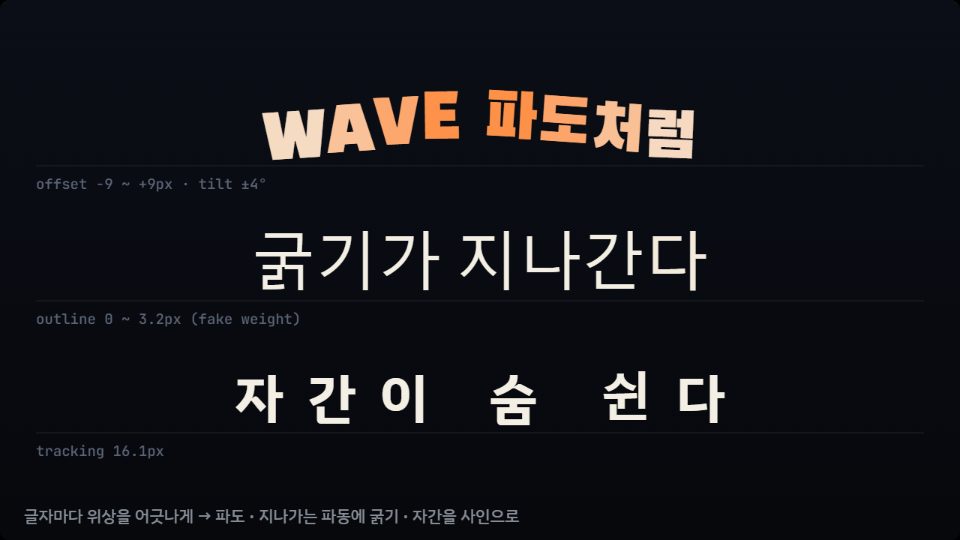 WAVE 파도처럼
offset -9 ~ +9px · tilt ±4°
굵기가 지나간다
outline 0 ~ 3.2px (fake weight)
자간이 숨 쉰다
tracking 16.1px
글자마다 위상을 어긋나게 → 파도 · 지나가는 파동에 굵기 · 자간을 사인으로